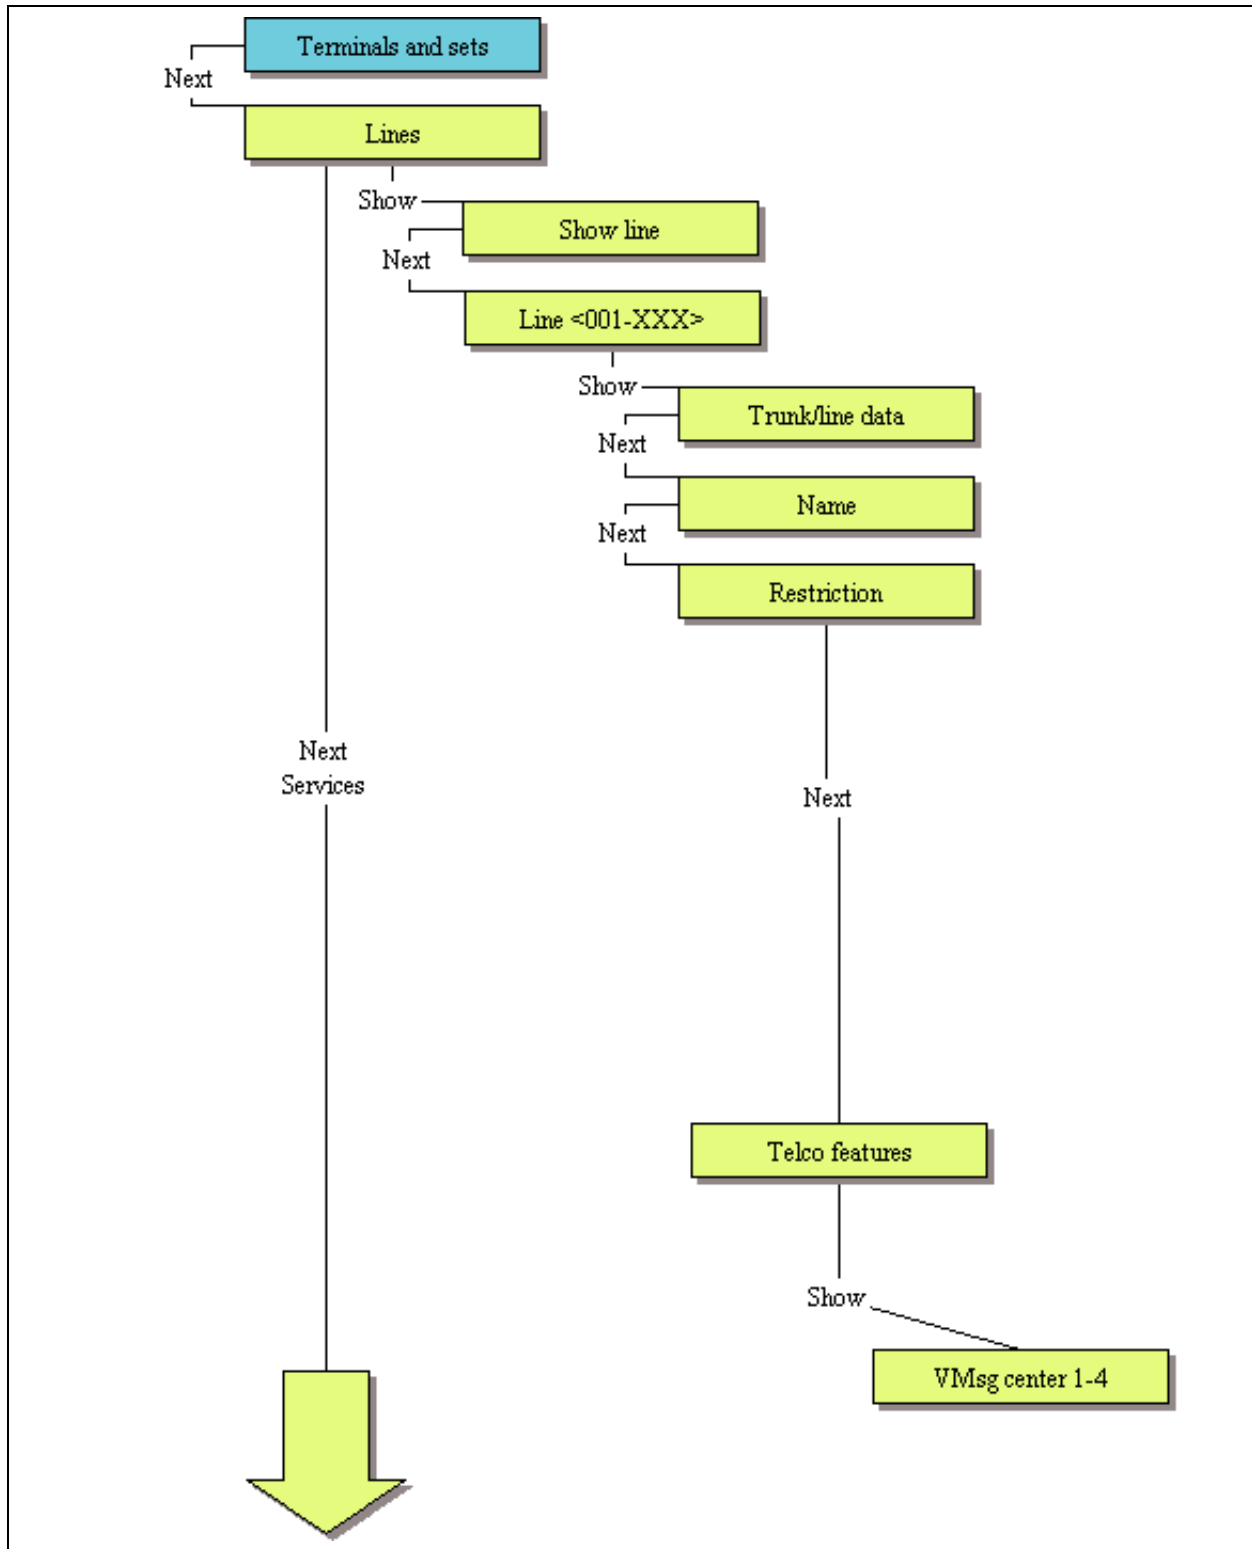 Terminals and sets
Next
Lines
Show
Show line
Next
Line <001-XXX>
Show
Trunk/line data
Next
Name
Next
Restriction
Next
Services
Next
Telco features
Show
VMsg center 1-4